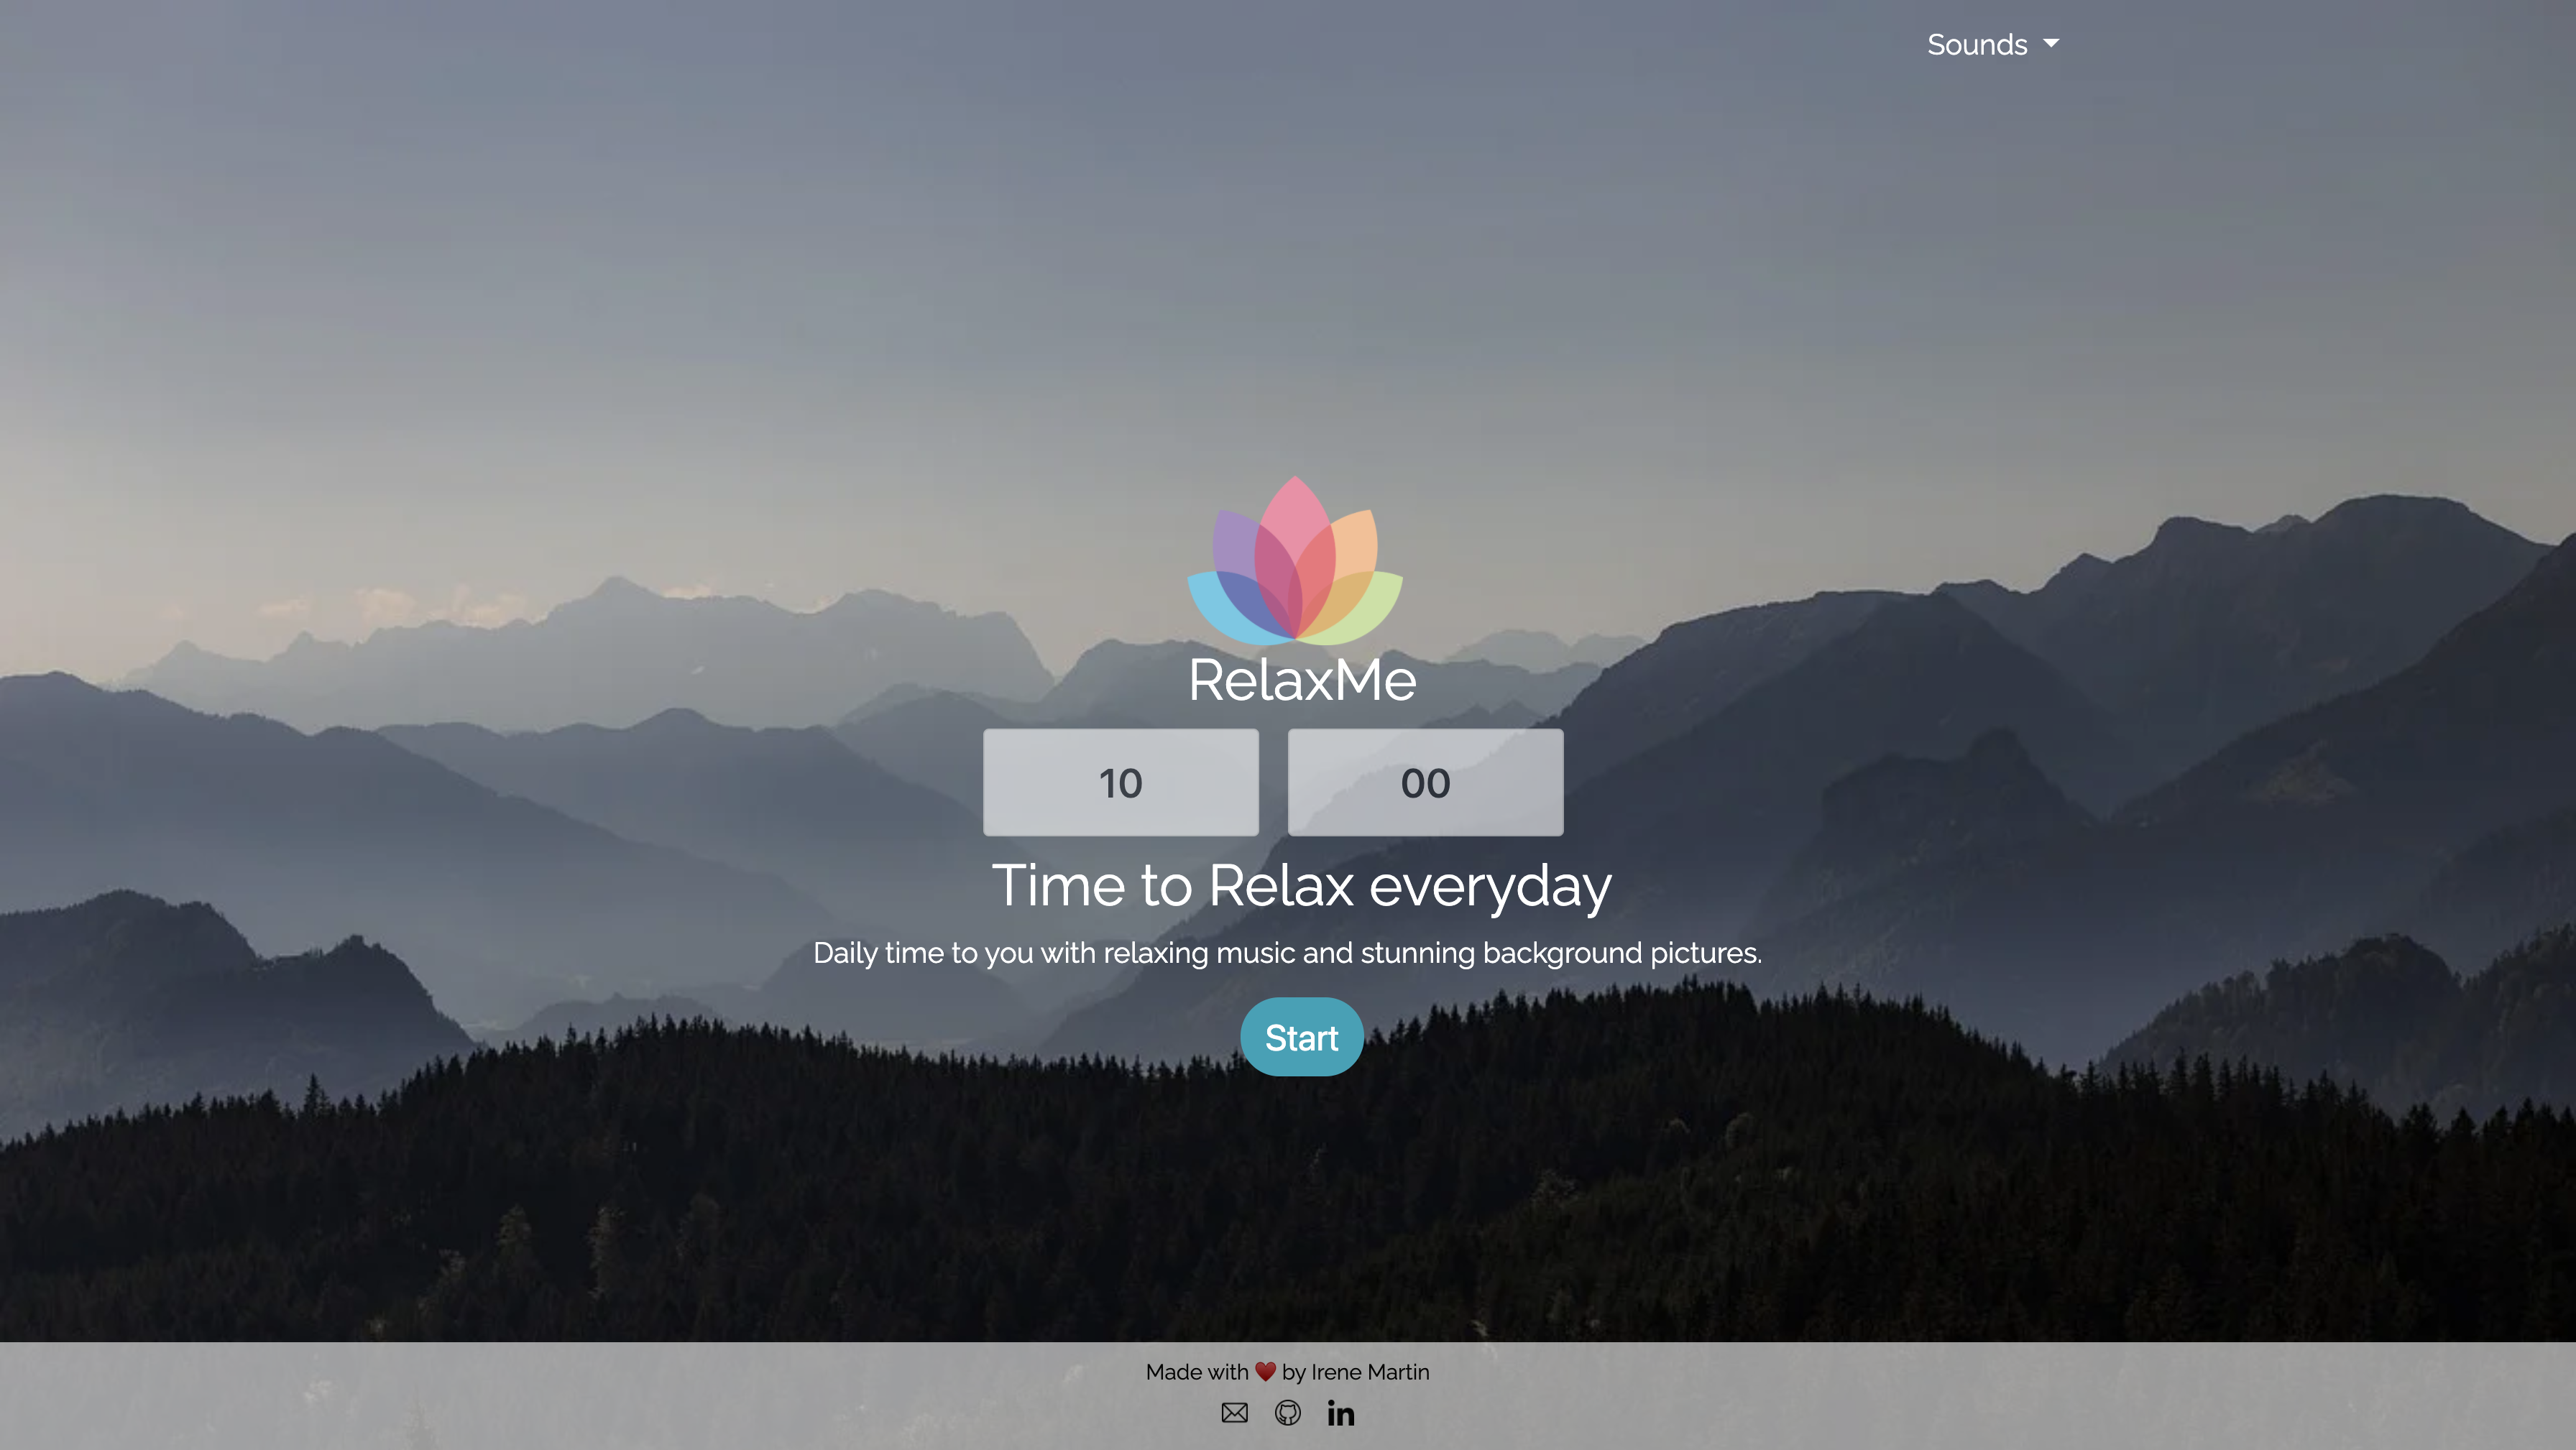 Sounds
RelaxMe
10 00
Time to Relax everyday
Daily time to you with relaxing music and stunning background pictures.
Start
Made with ❤️ by Irene Martin
in